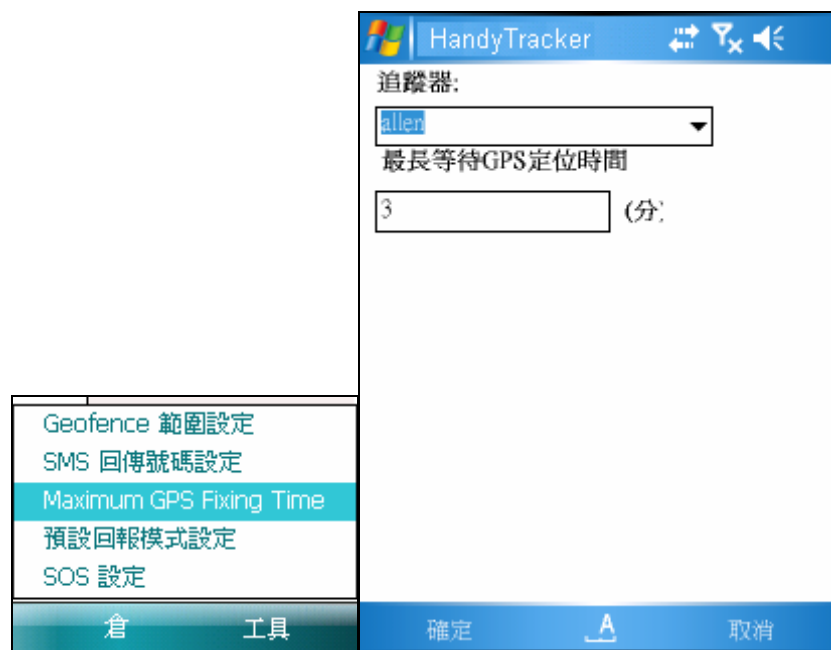 Geofence 範圍設定
SMS 回傳號碼設定
Maximum GPS Fixing Time
預設回報模式設定
SOS 設定
倉 工具
HandyTracker
追蹤器:
allen
最長等待GPS定位時間
3 (分)
確定 A 取消